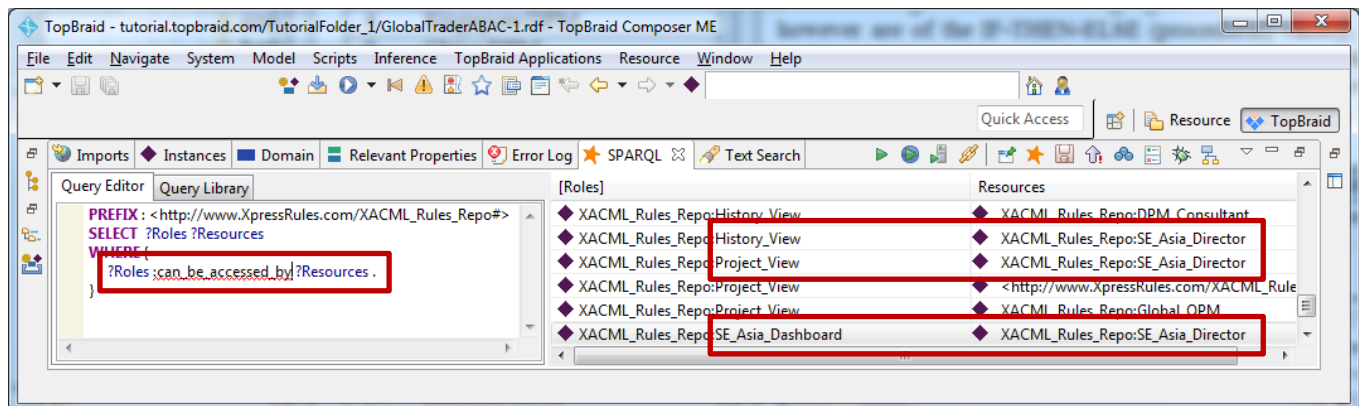 TopBraid - tutorial.topbraid.com/TutorialFolder_1/GlobalTraderABAC-1.rdf - TopBraid Composer ME
File Edit Navigate System Model Scripts Inference TopBraid Applications Resource Window Help
Quick Access Resource TopBraid
Imports Instances Domain Relevant Properties Error Log SPARQL Text Search
Query Editor Query Library
PREFIX : <http://www.XpressRules.com/XACML_Rules_Repo#>
SELECT ?Roles ?Resources
WHERE {
?Roles :can_be_accessed_by ?Resources .
}
[Roles] Resources
XACML_Rules_Repo:History_View XACML_Rules_Repo:DPM_Consultant
XACML_Rules_Repo:History_View XACML_Rules_Repo:SE_Asia_Director
XACML_Rules_Repo:Project_View XACML_Rules_Repo:SE_Asia_Director
XACML_Rules_Repo:Project_View <http://www.XpressRules.com/XACML_Rule
XACML_Rules_Repo:Project_View XACML_Rules_Repo:Global_OPM
XACML_Rules_Repo:SE_Asia_Dashboard XACML_Rules_Repo:SE_Asia_Director